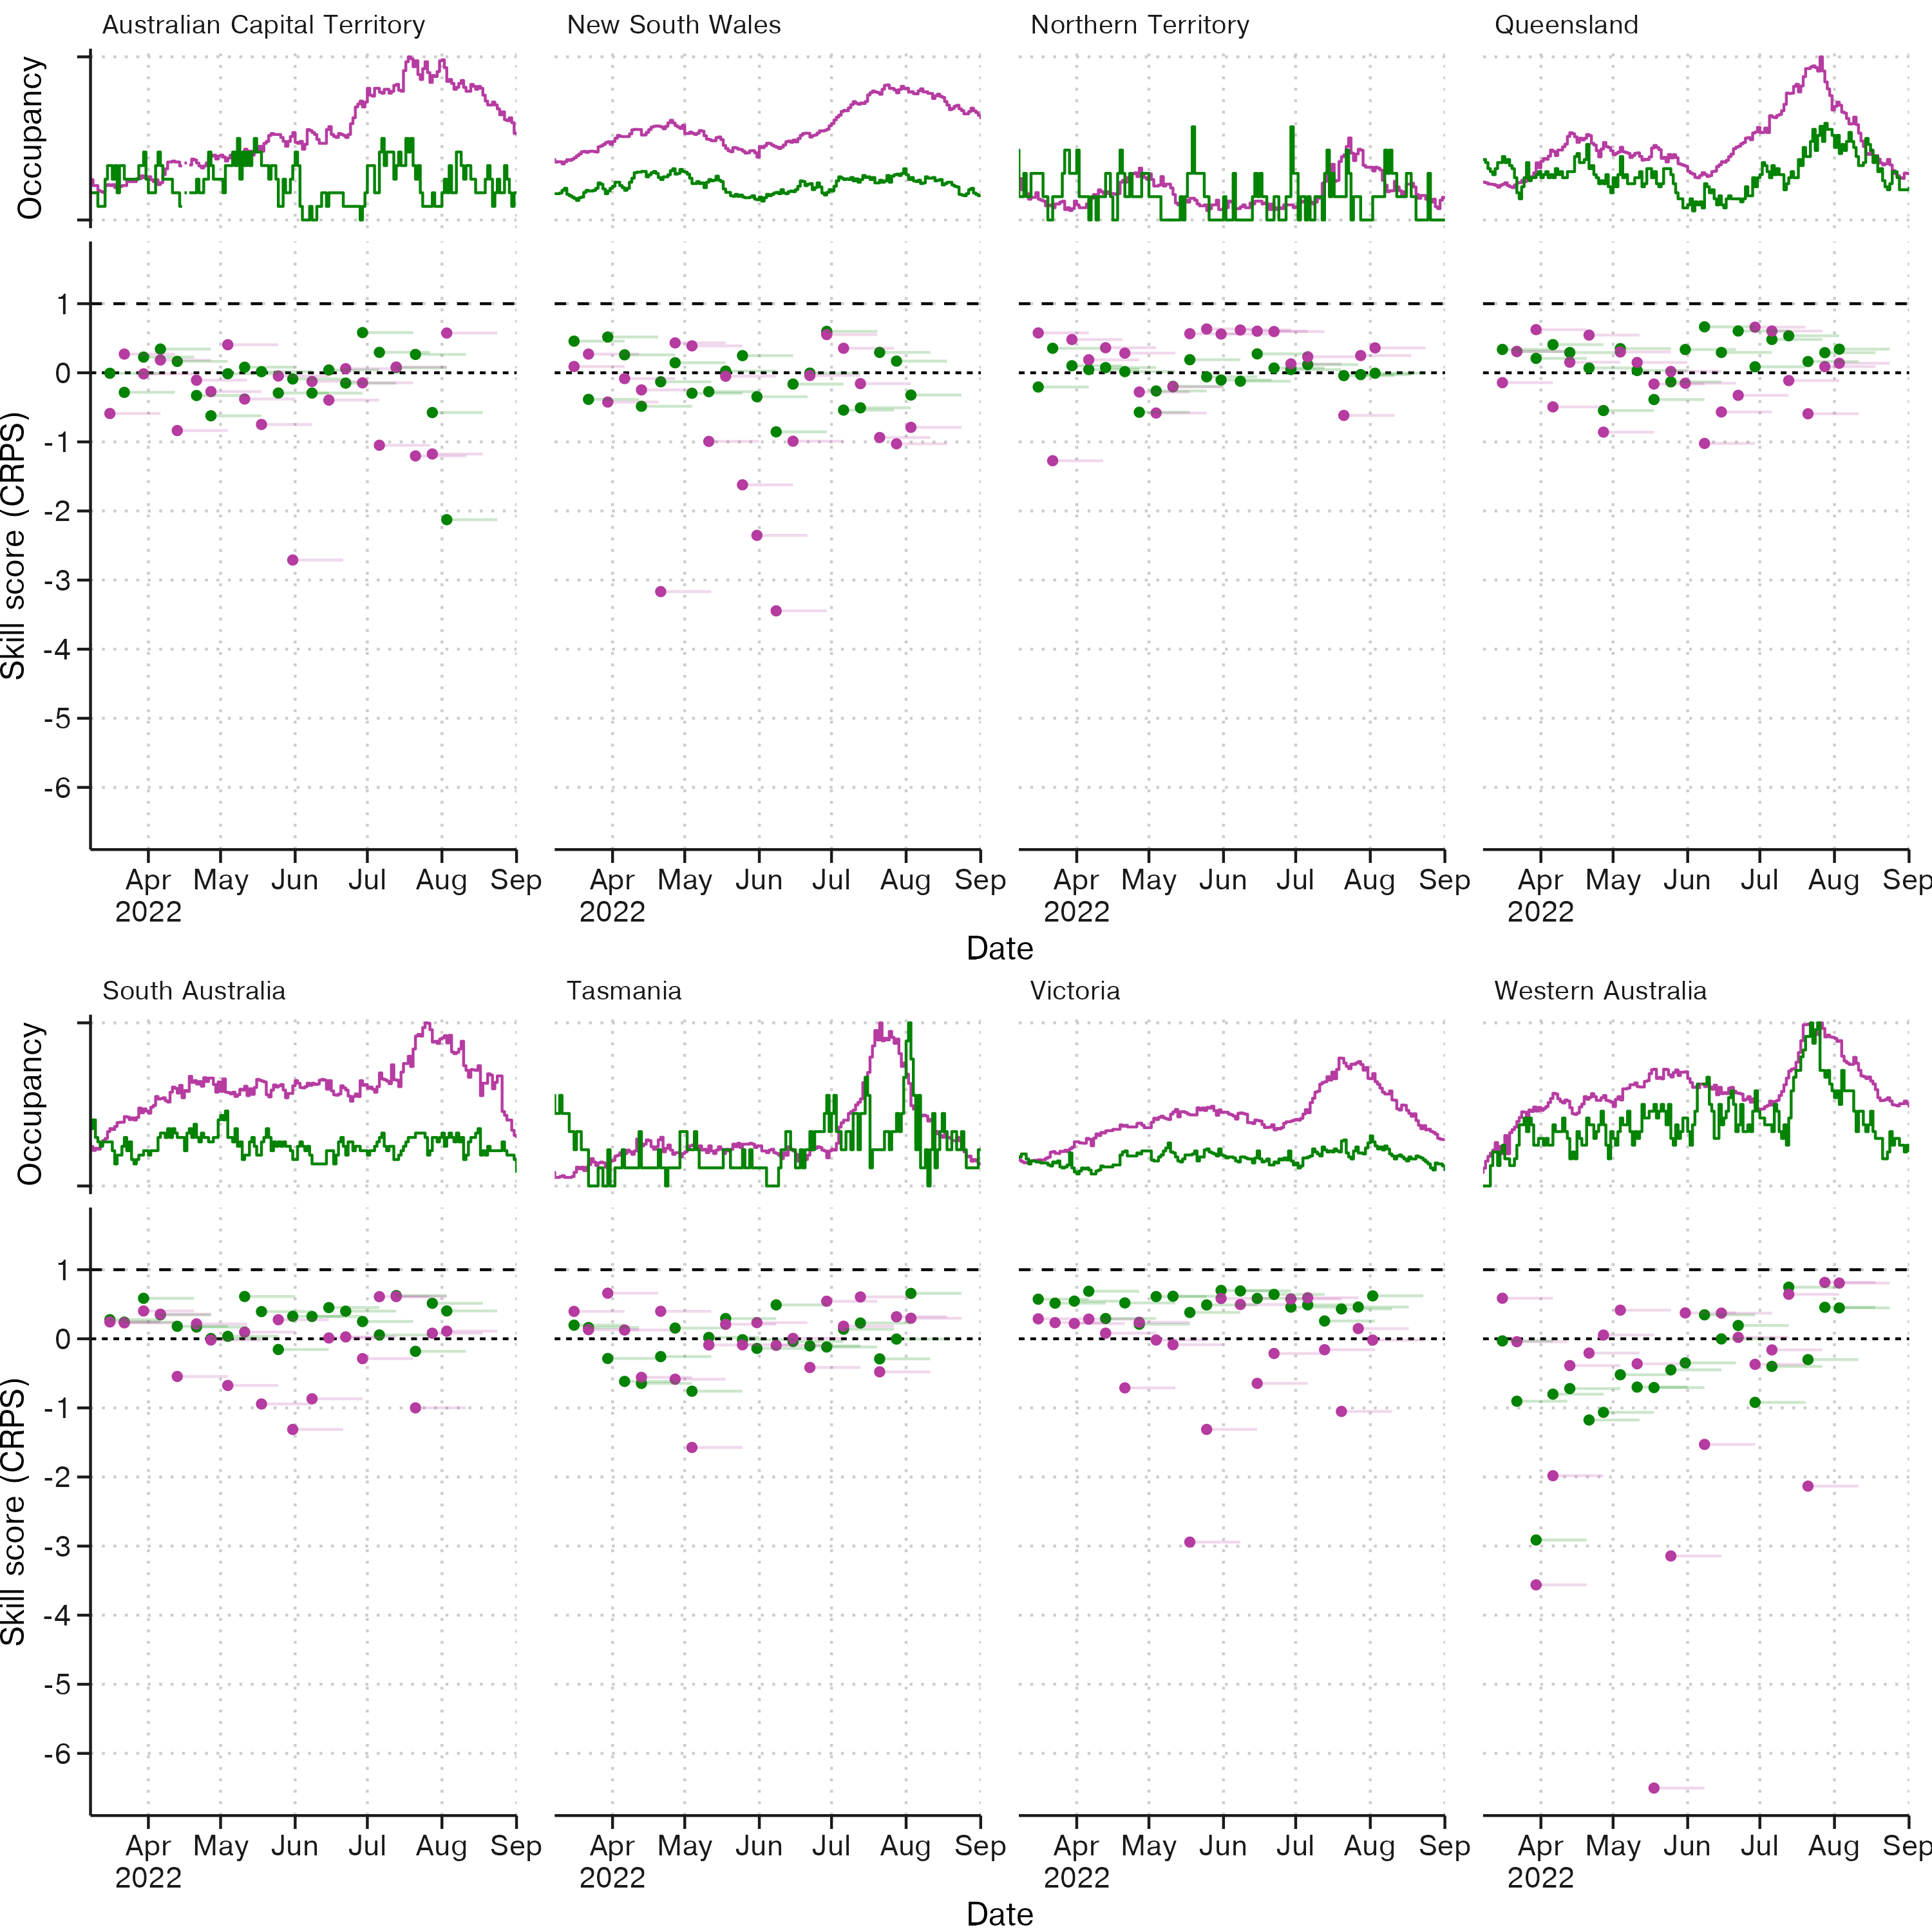 Australian Capital Territory
New South Wales
Northern Territory
Queensland
Occupancy
Skill score (CRPS)
1
0
-1
-2
-3
-4
-5
-6
Apr May Jun Jul Aug Sep
2022
Apr May Jun Jul Aug Sep
2022
Apr May Jun Jul Aug Sep
2022
Apr May Jun Jul Aug Sep
2022
Date
South Australia
Tasmania
Victoria
Western Australia
Occupancy
Skill score (CRPS)
1
0
-1
-2
-3
-4
-5
-6
Apr May Jun Jul Aug Sep
2022
Apr May Jun Jul Aug Sep
2022
Apr May Jun Jul Aug Sep
2022
Apr May Jun Jul Aug Sep
2022
Date